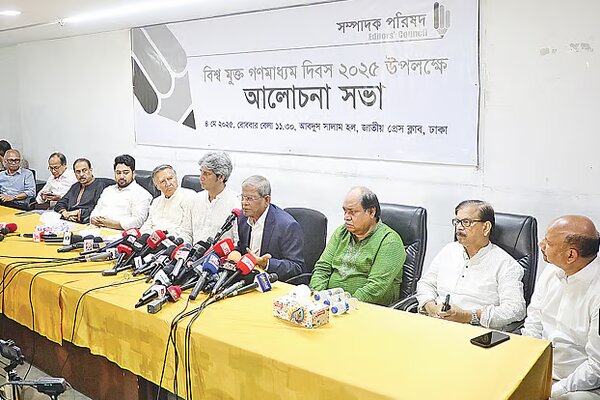 সম্পাদক পরিষদ
Editors' Council
বিশ্ব মুক্ত গণমাধ্যম দিবস ২০২৫ উপলক্ষে
আলোচনা সভা
৪ মে ২০২৫, রোববার বেলা ১১.৩০, আবদুস সালাম হল, জাতীয় প্রেস ক্লাব, ঢাকা